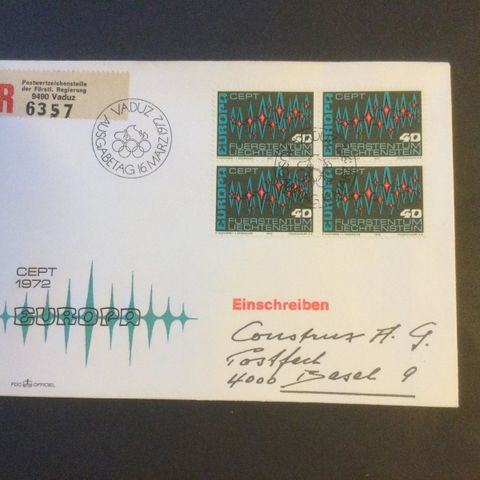 Postwertzeichenstelle
der Fürstl. Regierung
9490 Vaduz
R
6357
VADUZ
AUSGABETAG 16. MÄRZ 1972
EUROPA
CEPT
40
FUERSTENTUM
LIECHTENSTEIN
EUROPA
CEPT
40
FUERSTENTUM
LIECHTENSTEIN
EUROPA
CEPT
40
FUERSTENTUM
LIECHTENSTEIN
EUROPA
CEPT
40
FUERSTENTUM
LIECHTENSTEIN
CEPT
1972
EUROPA
FDC OFFICIEL
Einschreiben
Construx A. G.
Postfach
4000 Basel 9